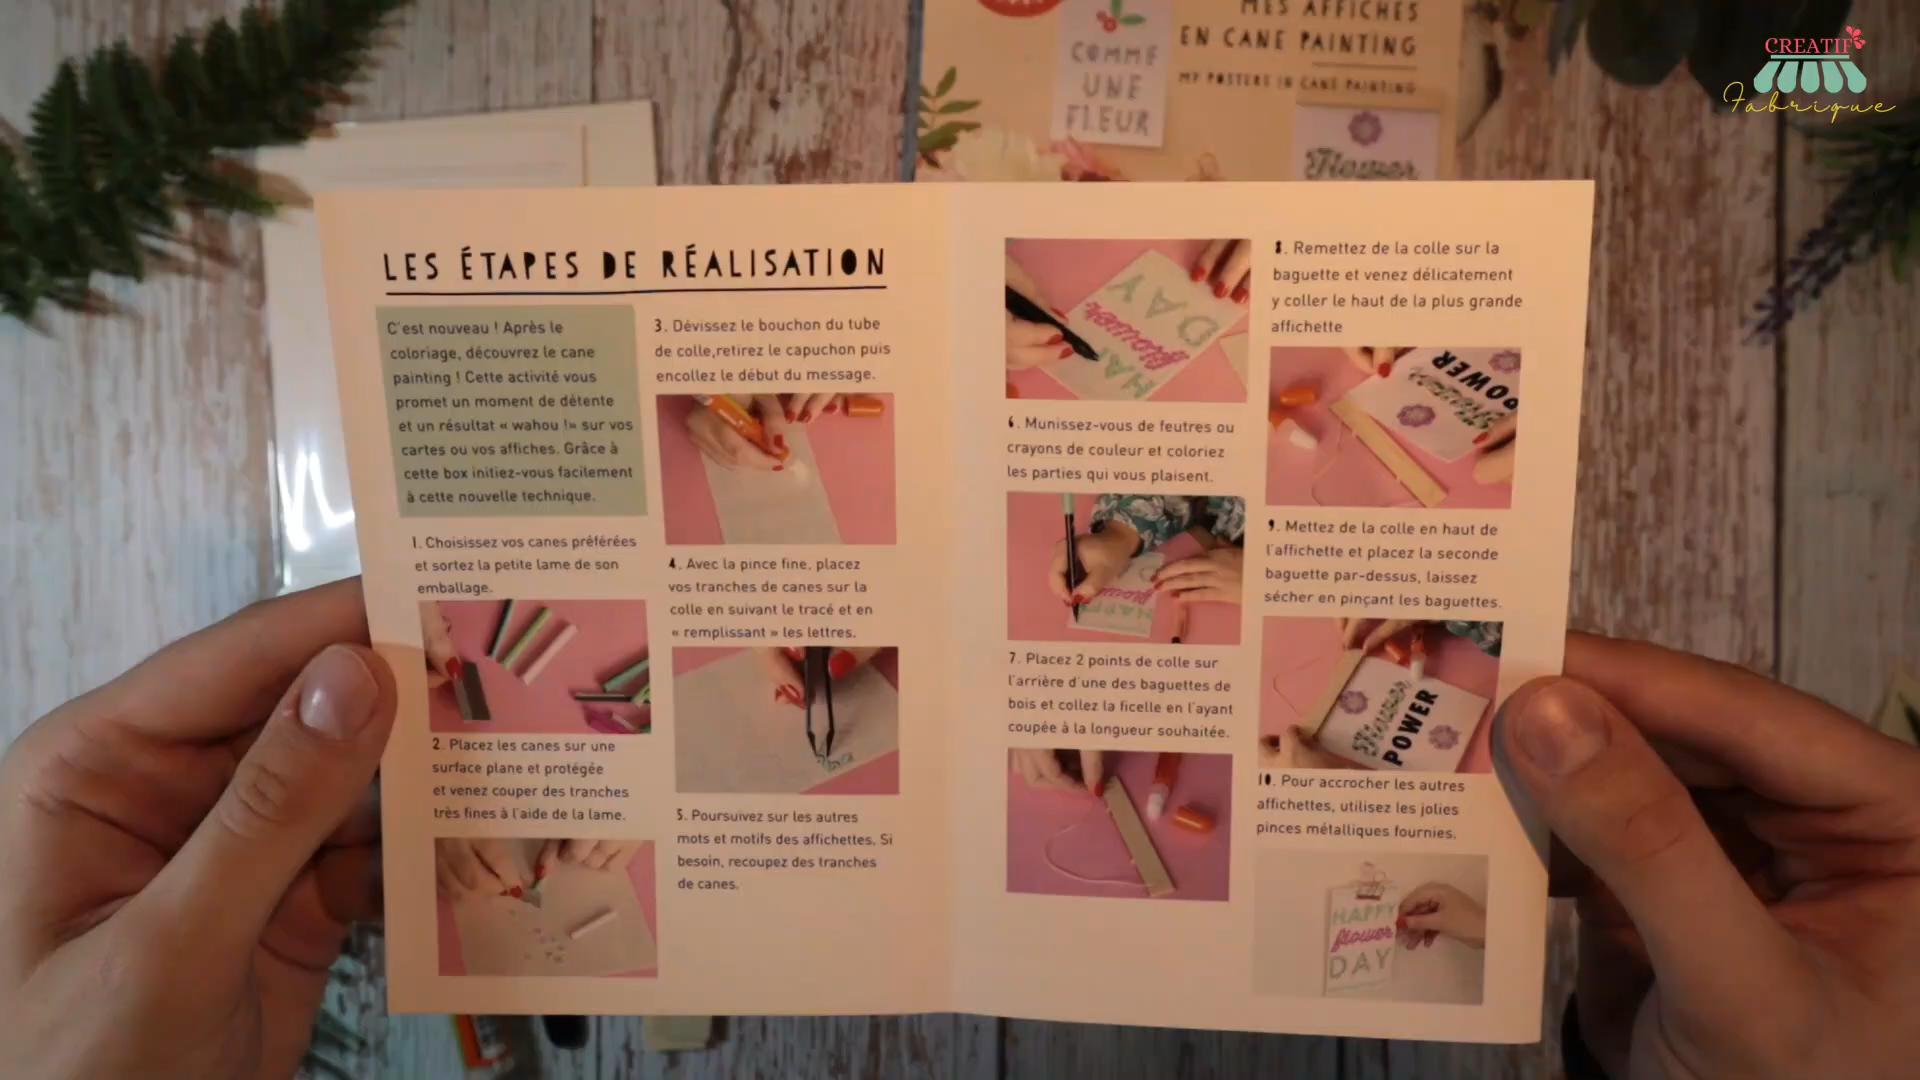 CREATIF
Fabrique
MES AFFICHES
EN CANE PAINTING
MY POSTERS IN CANE PAINTING
COMME
UNE
FLEUR
Flower
LES ÉTAPES DE RÉALISATION
C'est nouveau ! Après le
coloriage, découvrez le cane
painting ! Cette activité vous
promet un moment de détente
et un résultat « wahou !» sur vos
cartes ou vos affiches. Grâce à
cette box initiez-vous facilement
à cette nouvelle technique.
1. Choisissez vos canes préférées
et sortez la petite lame de son
emballage.
2. Placez les canes sur une
surface plane et protégée
et venez couper des tranches
très fines à l'aide de la lame.
3. Dévissez le bouchon du tube
de colle,retirez le capuchon puis
encollez le début du message.
4. Avec la pince fine, placez
vos tranches de canes sur la
colle en suivant le tracé et en
« remplissant » les lettres.
5. Poursuivez sur les autres
mots et motifs des affichettes. Si
besoin, recoupez des tranches
de canes.
HAPPY
flower
DAY
6. Munissez-vous de feutres ou
crayons de couleur et coloriez
les parties qui vous plaisent.
HAPPY
flower
7. Placez 2 points de colle sur
l'arrière d'une des baguettes de
bois et collez la ficelle en l'ayant
coupée à la longueur souhaitée.
8. Remettez de la colle sur la
baguette et venez délicatement
y coller le haut de la plus grande
affichette
Flower
POWER
9. Mettez de la colle en haut de
l'affichette et placez la seconde
baguette par-dessus, laissez
sécher en pinçant les baguettes.
Flower
POWER
10. Pour accrocher les autres
affichettes, utilisez les jolies
pinces métalliques fournies.
HAPPY
flower
DAY